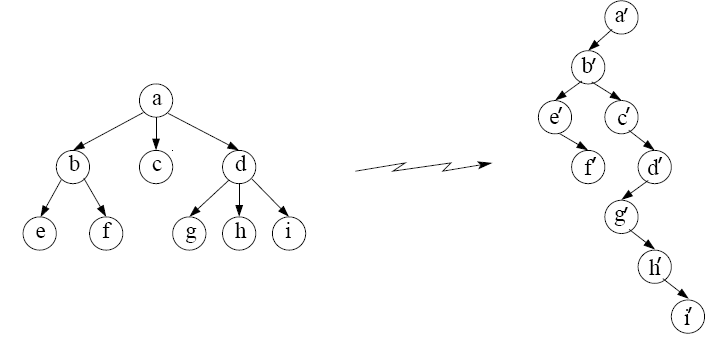 a
b c d
e f g h i
a′
b′
e′ c′
f′ d′
g′
h′
i′